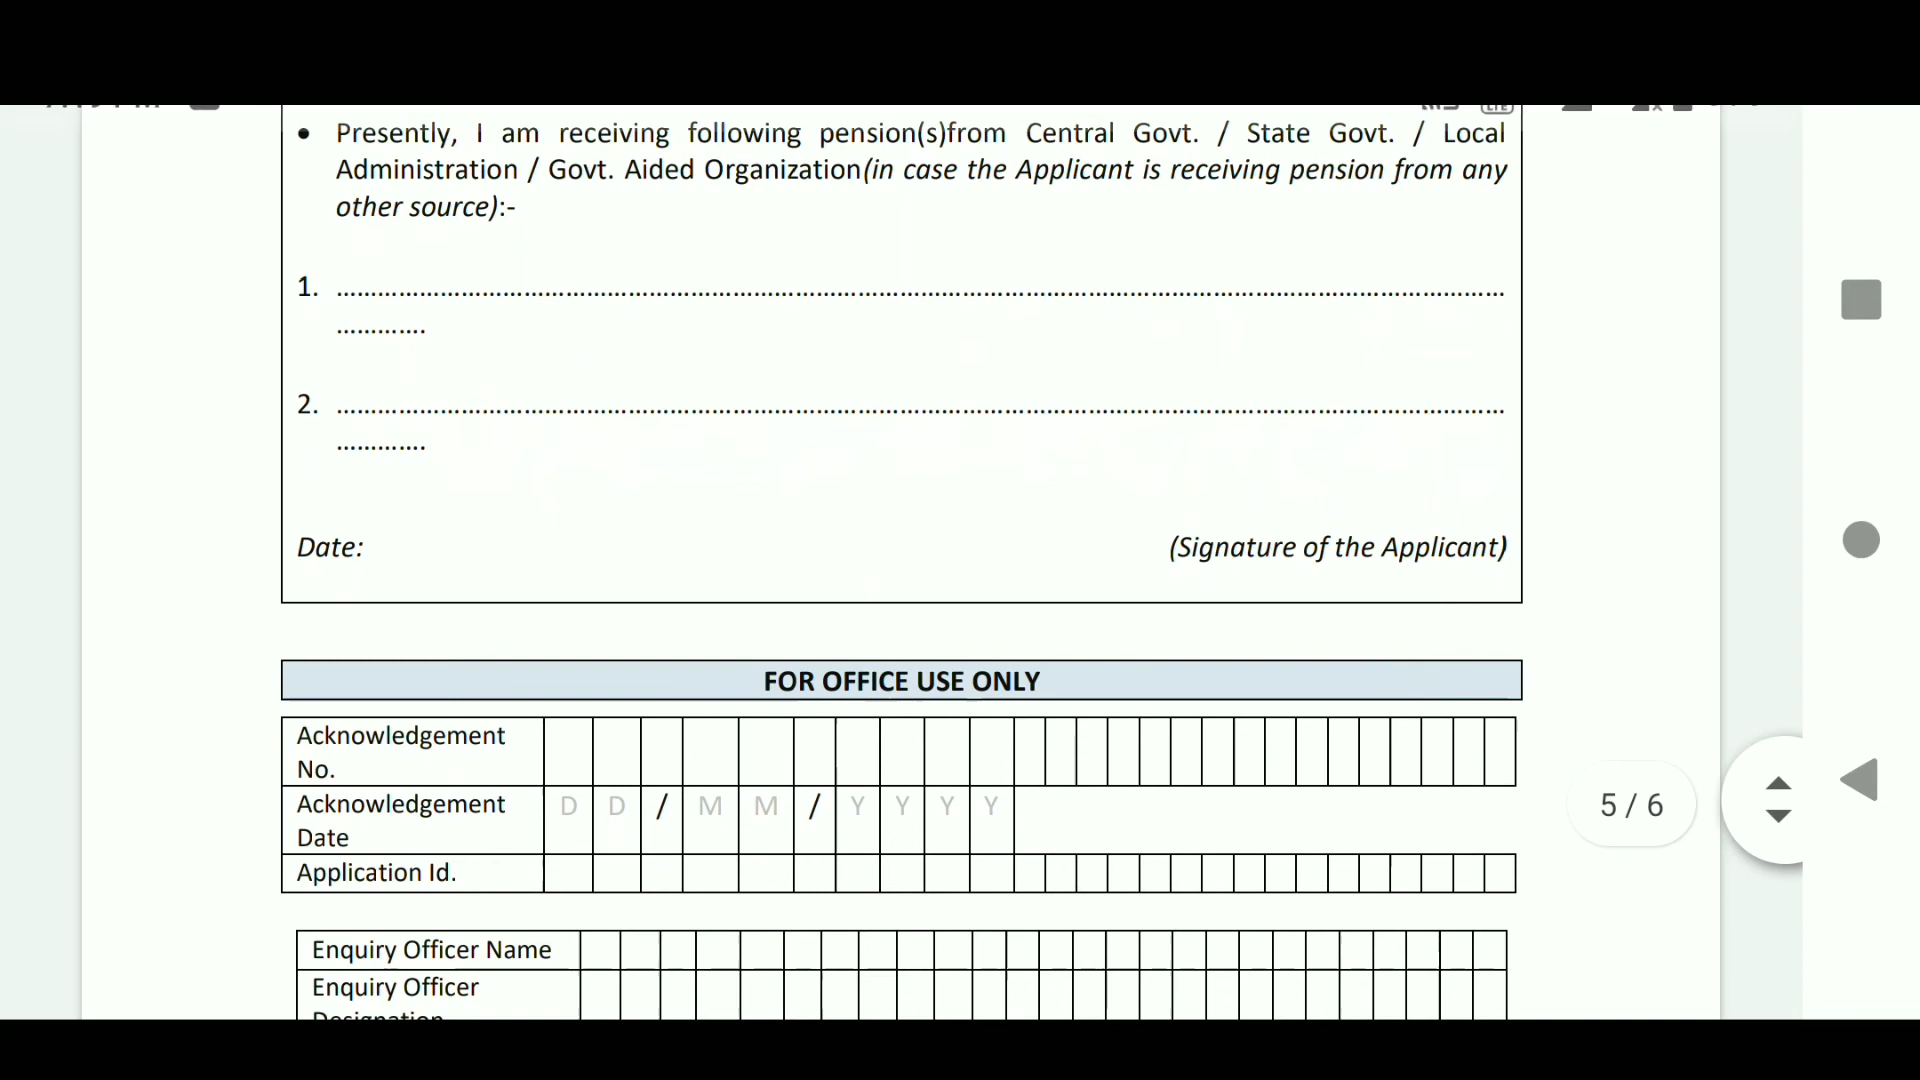 • Presently, I am receiving following pension(s)from Central Govt. / State Govt. / Local
Administration / Govt. Aided Organization(in case the Applicant is receiving pension from any
other source):-
1. ……………………………………………………………………………………………………………………………………………
………….
2. ……………………………………………………………………………………………………………………………………………
………….
Date: (Signature of the Applicant)
FOR OFFICE USE ONLY
Acknowledgement
No.
Acknowledgement
Date
D D / M M / Y Y Y Y
Application Id.
5 / 6
Enquiry Officer Name
Enquiry Officer
Designation